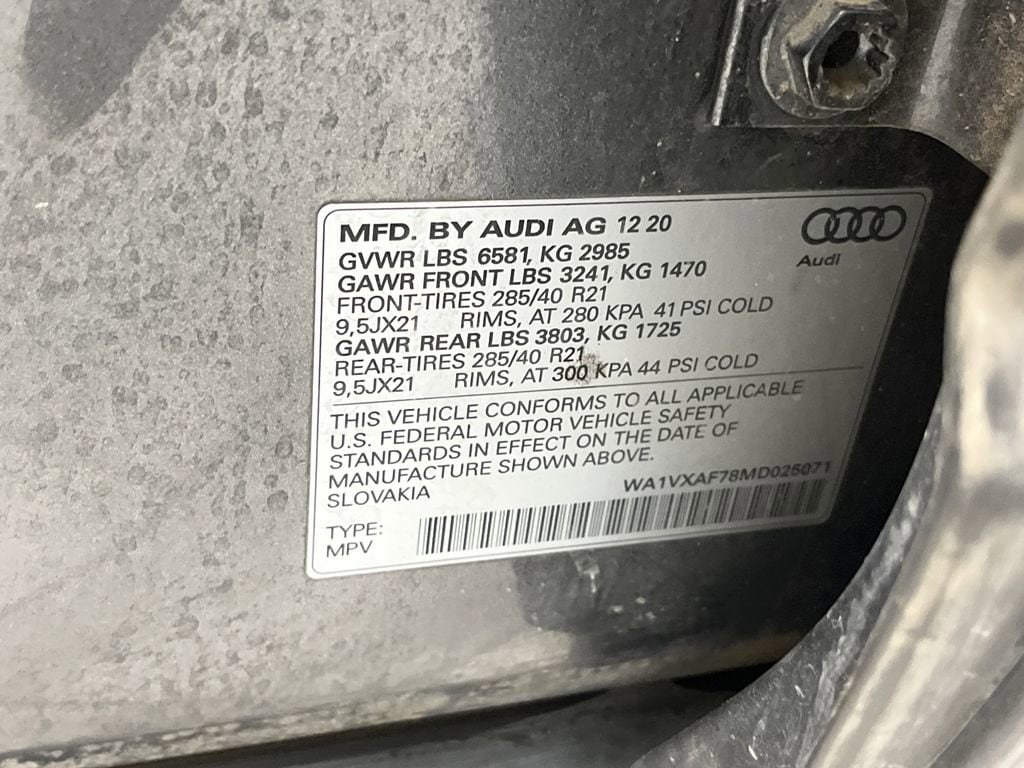 MFD. BY AUDI AG 12 20
Audi
GVWR LBS 6581, KG 2985
GAWR FRONT LBS 3241, KG 1470
FRONT-TIRES 285/40 R21
9,5JX21 RIMS, AT 280 KPA 41 PSI COLD
GAWR REAR LBS 3803, KG 1725
REAR-TIRES 285/40 R21
9,5JX21 RIMS, AT 300 KPA 44 PSI COLD
THIS VEHICLE CONFORMS TO ALL APPLICABLE
U.S. FEDERAL MOTOR VEHICLE SAFETY
STANDARDS IN EFFECT ON THE DATE OF
MANUFACTURE SHOWN ABOVE.
SLOVAKIA
WA1VXAF78MD025071
TYPE:
MPV